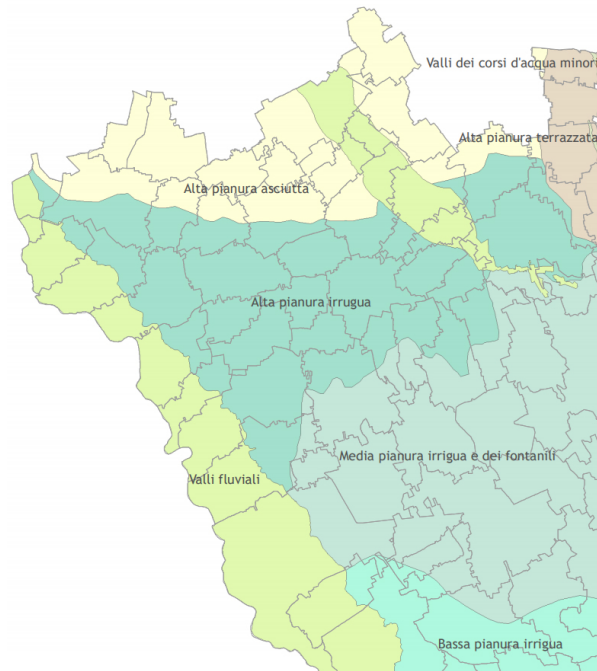 Valli dei corsi d'acqua minori
Alta pianura terrazzata
Alta pianura asciutta
Alta pianura irrugua
Media pianura irrigua e dei fontanili
Valli fluviali
Bassa pianura irrigua